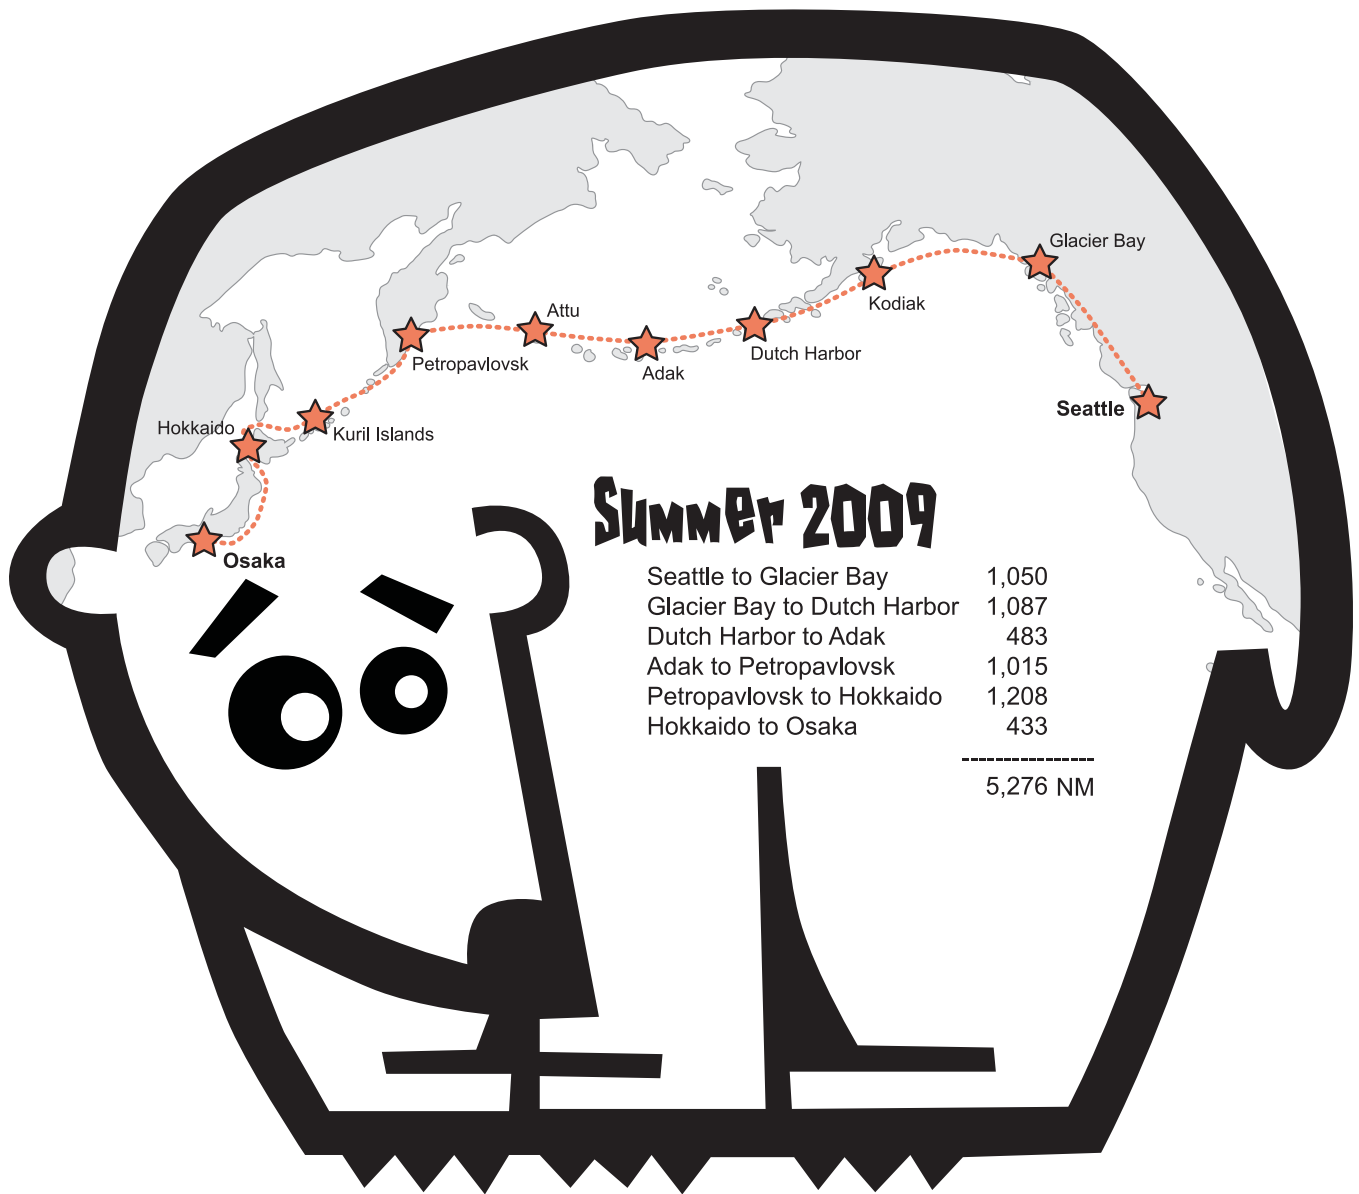 Glacier Bay
Kodiak
Attu
Dutch Harbor
Petropavlovsk
Adak
Seattle
Hokkaido
Kuril Islands
Osaka
Summer 2009
Seattle to Glacier Bay 1,050
Glacier Bay to Dutch Harbor 1,087
Dutch Harbor to Adak 483
Adak to Petropavlovsk 1,015
Petropavlovsk to Hokkaido 1,208
Hokkaido to Osaka 433
----------------
5,276 NM